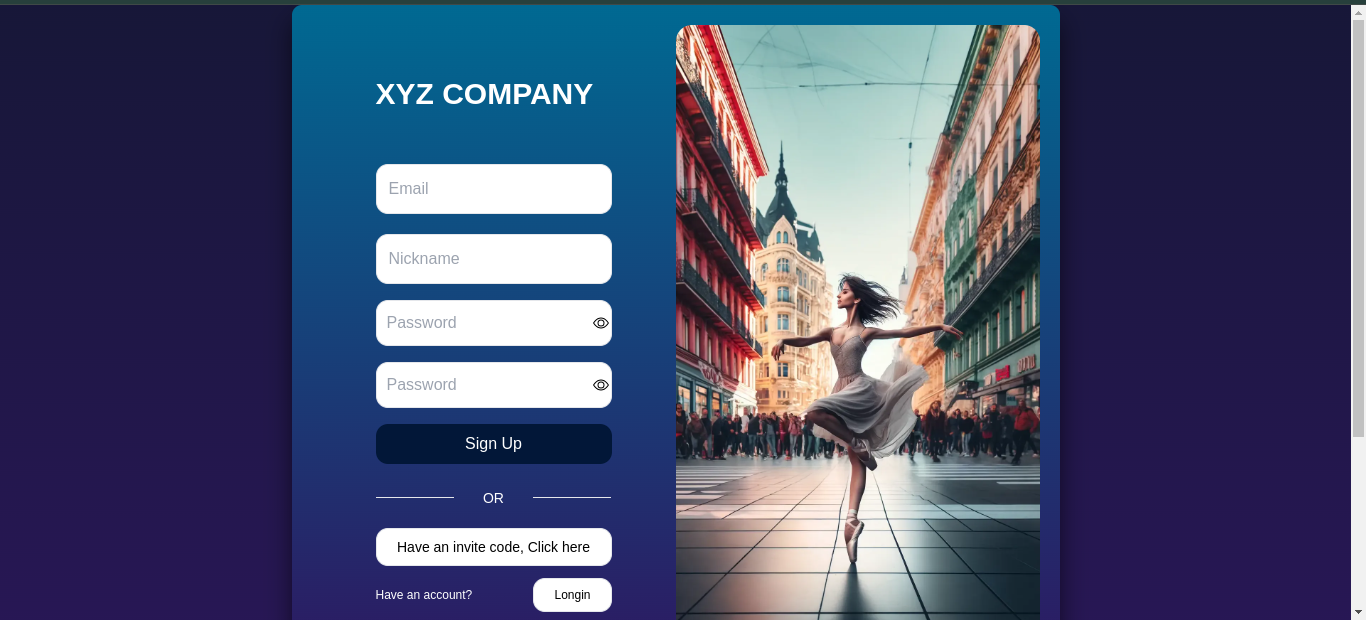 XYZ COMPANY
Email
Nickname
Password
Password
Sign Up
OR
Have an invite code, Click here
Have an account?
Longin